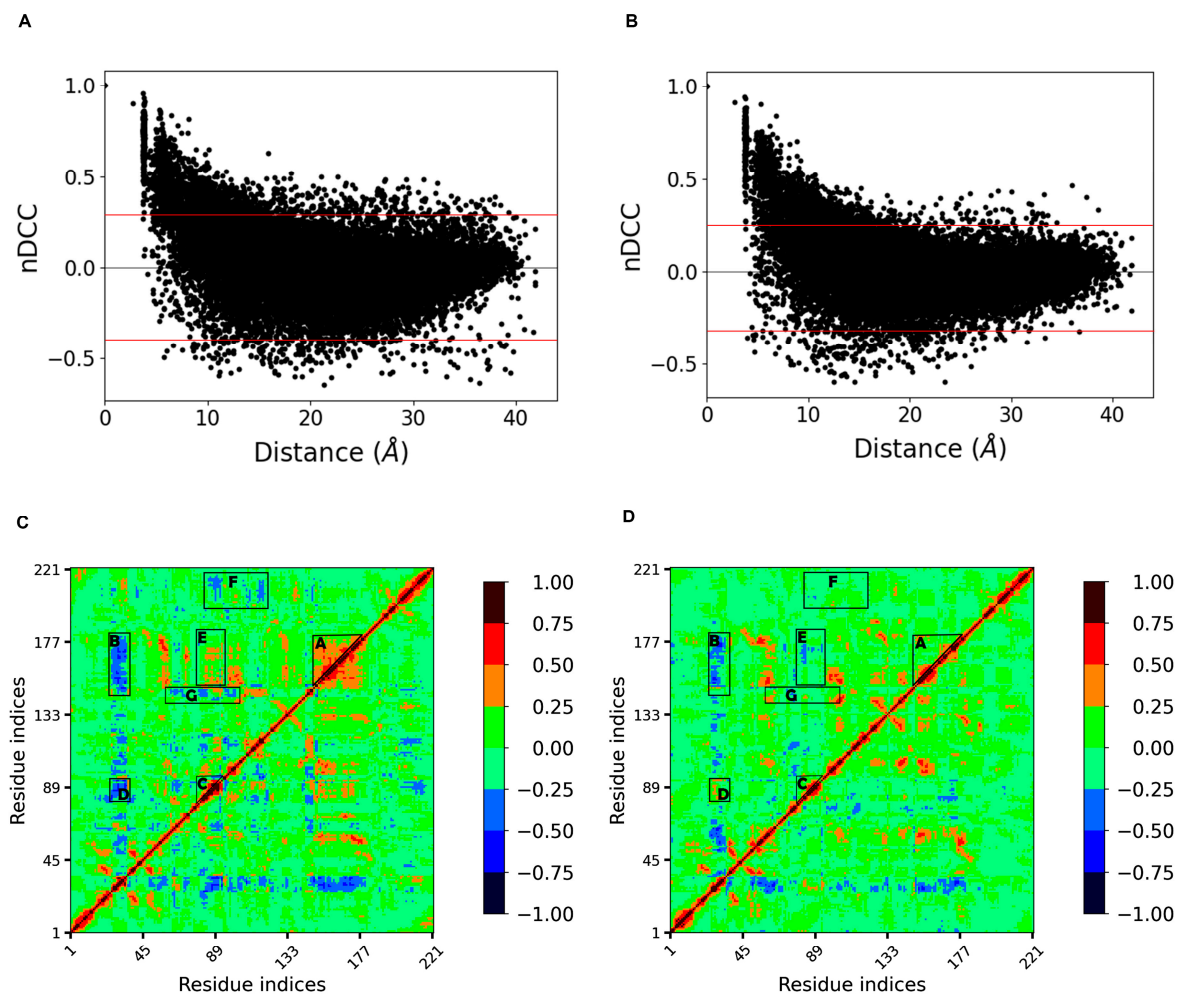 A
B
1.0
0.5
0.0
−0.5
nDCC
0
10
20
30
40
Distance (Å)
1.0
0.5
0.0
−0.5
nDCC
0
10
20
30
40
Distance (Å)
C
D
221
177
133
89
45
1
Residue indices
F
B
E
A
G
C
D
1
45
89
133
177
221
Residue indices
1.00
0.75
0.50
0.25
0.00
−0.25
−0.50
−0.75
−1.00
221
177
133
89
45
1
Residue indices
F
B
E
A
G
C
D
1
45
89
133
177
221
Residue indices
1.00
0.75
0.50
0.25
0.00
−0.25
−0.50
−0.75
−1.00